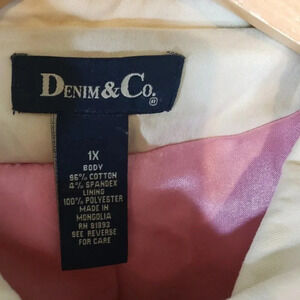 DENIM & CO.
1X
BODY
96% COTTON
4% SPANDEX
LINING
100% POLYESTER
MADE IN
MONGOLIA
RN 81893
SEE REVERSE
FOR CARE